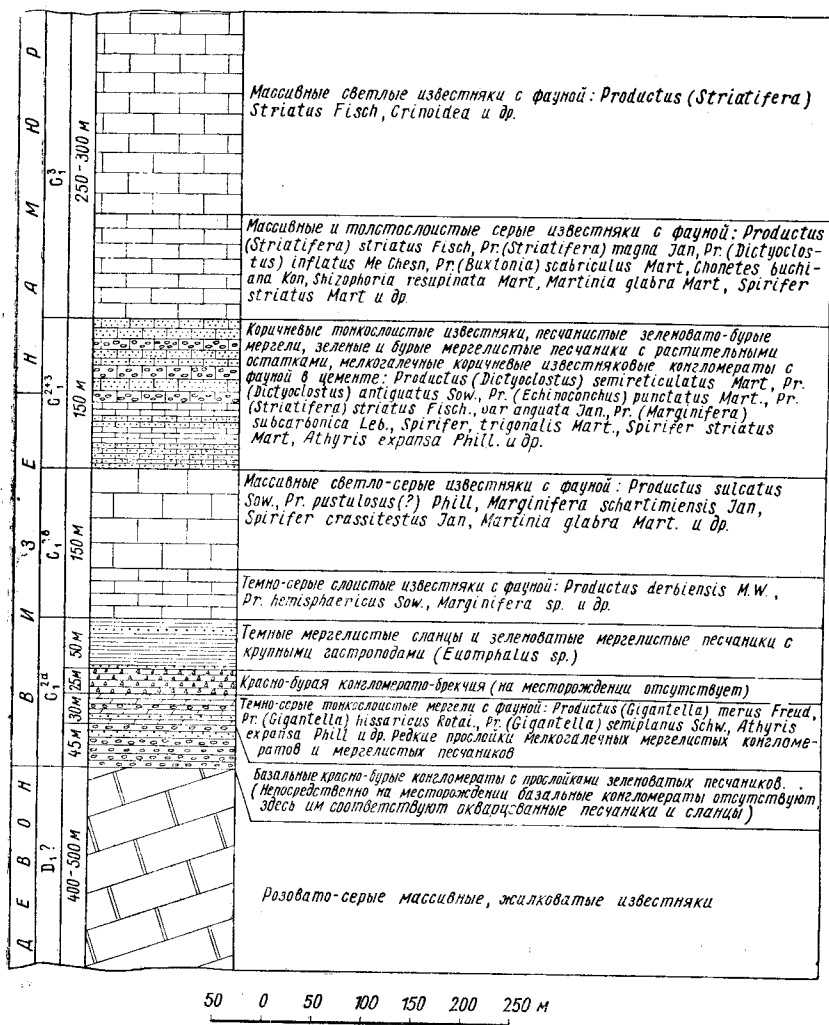 НАМЮР
C₁³
250-300 м
Массивные светлые известняки с фауной: Productus (Striatifera)
Striatus Fisch, Crinoidea и др.
Массивные и толстослоистые серые известняки с фауной: Productus
(Striatifera) striatus Fisch, Pr.(Striatifera) magna Jan, Pr. (Dictyoclos-
tus) inflatus Mc Chesn, Pr.(Buxtonia) scabriculus Mart, Chonetes buchi-
ana Kon, Shizophoria resupinata Mart, Martinia glabra Mart, Spirifer
striatus Mart и др.
ВИЗЕ
C₁²⁺³
150 м
Коричневые тонкослоистые известняки, песчанистые зеленовато-бурые
мергели, зеленые и бурые мергелистые песчаники с растительными
остатками, мелкогалечные коричневые известняковые конгломераты с
фауной в цементе: Productus (Dictyoclostus) semireticulatus Mart, Pr.
(Dictyoclostus) antiquatus Sow., Pr. (Echinoconchus) punctatus Mart., Pr.
(Striatifera) striatus Fisch., var anguata Jan., Pr. (Marginifera)
subcarbonica Leb., Spirifer, trigonalis Mart., Spirifer striatus
Mart, Athyris expansa Phill. и др.
C₁²ᵇ
150 м
Массивные светло-серые известняки с фауной: Productus sulcatus
Sow., Pr. pustulosus(?) Phill, Marginifera schartimiensis Jan,
Spirifer crassitestus Jan, Martinia glabra Mart. и др.
Темно-серые слоистые известняки с фауной: Productus derbiensis M.W.,
Pr. hemisphaericus Sow., Marginifera sp. и др.
C₁²ᵃ
50 м
Темные мергелистые сланцы и зеленоватые мергелистые песчаники с
крупными гастроподами (Euomphalus sp.)
25м
Красно-бурая конгломерато-брекчия (на месторождении отсутствует)
30м
Темно-серые тонкослоистые мергели с фауной: Productus (Gigantella) merus Freud,
Pr. (Gigantella) hissaricus Rotai., Pr. (Gigantella) semiplanus Schw., Athyris
expansa Phill и др. Редкие прослойки мелкогалечных мергелистых конгломе-
ратов и мергелистых песчаников
45м
Базальные красно-бурые конгломераты с прослойками зеленоватых песчаников.
(Непосредственно на месторождении базальные конгломераты отсутствуют,
здесь им соответствуют окварцованные песчаники и сланцы)
ДЕВОН
D₁?
400-500 м
Розовато-серые массивные, жилковатые известняки
50 0 50 100 150 200 250 м